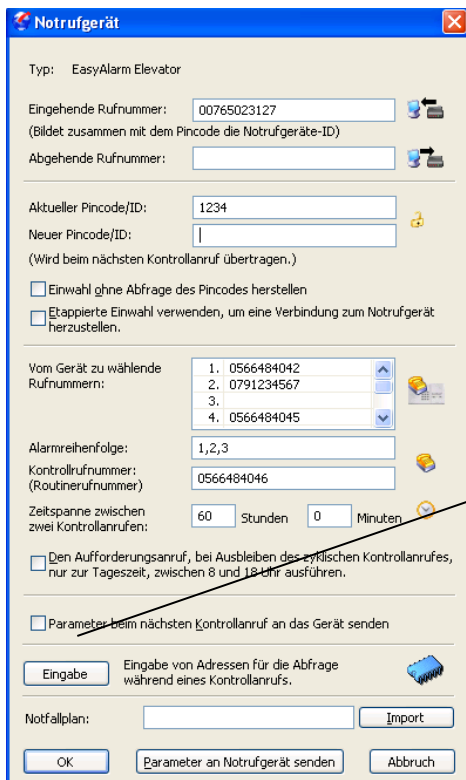 Notrufgerät
Typ: EasyAlarm Elevator
Eingehende Rufnummer: 00765023127
(Bildet zusammen mit dem Pincode die Notrufgeräte-ID)
Abgehende Rufnummer:
Aktueller Pincode/ID: 1234
Neuer Pincode/ID:
(Wird beim nächsten Kontrollanruf übertragen.)
Einwahl ohne Abfrage des Pincodes herstellen
Etappierte Einwahl verwenden, um eine Verbindung zum Notrufgerät
herzustellen.
Vom Gerät zu wählende
Rufnummern:
1. 0566484042
2. 0791234567
3.
4. 0566484045
Alarmreihenfolge: 1,2,3
Kontrollrufnummer:
(Routinerufnummer)
0566484046
Zeitspanne zwischen
zwei Kontrollanrufen:
60 Stunden 0 Minuten
Den Aufforderungsanruf, bei Ausbleiben des zyklischen Kontrollanrufes,
nur zur Tageszeit, zwischen 8 und 18 Uhr ausführen.
Parameter beim nächsten Kontrollanruf an das Gerät senden
Eingabe
Eingabe von Adressen für die Abfrage
während eines Kontrollanrufs.
Notfallplan:
Import
OK
Parameter an Notrufgerät senden
Abbruch